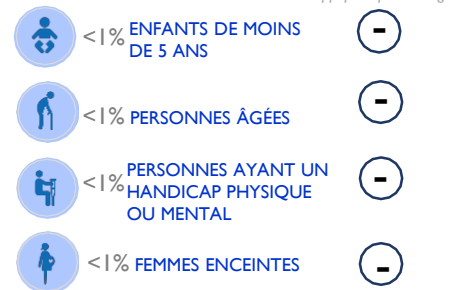 <1% ENFANTS DE MOINS
DE 5 ANS
-
<1% PERSONNES ÂGÉES
-
<1% PERSONNES AYANT UN
HANDICAP PHYSIQUE
OU MENTAL
-
<1% FEMMES ENCEINTES
-